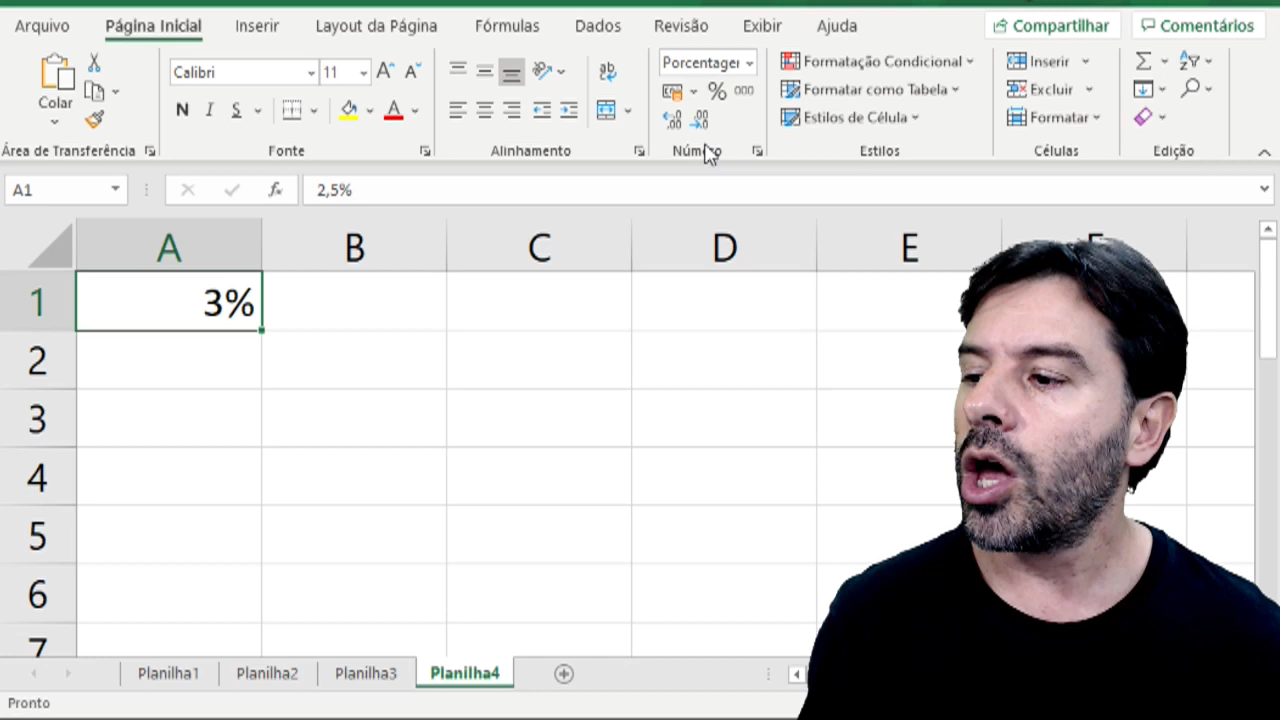 Arquivo Página Inicial Inserir Layout da Página Fórmulas Dados Revisão Exibir Ajuda Compartilhar Comentários
Calibri 11 Porcentager Formatação Condicional Inserir
Colar N I S ab % 000 Formatar como Tabela Excluir
Estilos de Célula Formatar
Área de Transferência Fonte Alinhamento Número Estilos Células Edição
A1 fx 2,5%
A B C D E F
1 3%
2
3
4
5
6
7
Planilha1 Planilha2 Planilha3 Planilha4
Pronto